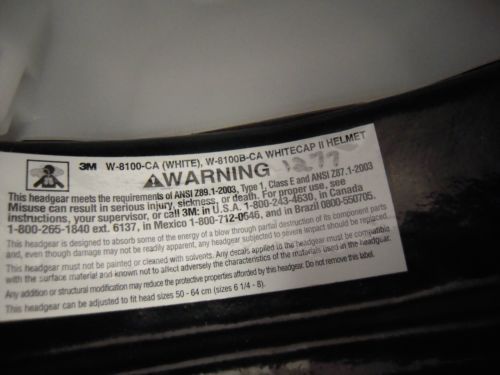 3M W-8100-CA (WHITE), W-8100B-CA WHITECAP II HELMET
WARNING 1277
This headgear meets the requirements of ANSI Z89.1-2003, Type 1, Class E and ANSI Z87.1-2003
Misuse can result in serious injury, sickness, or death. For proper use, see
instructions, your supervisor, or call 3M: in U.S.A. 1-800-243-4630, in Canada
1-800-265-1840 ext. 6137, in Mexico 1-800-712-0646, and in Brazil 0800-550705.
This headgear is designed to absorb some of the energy of a blow through partial destruction of its component parts
and, even though damage may not be readily apparent, any headgear subjected to severe impact should be replaced.
This headgear must not be painted or cleaned with solvents. Any decals applied to the headgear must be compatible
with the surface material and known not to affect adversely the characteristics of the materials used in the headgear.
Any addition or structural modification may reduce the protective properties afforded by this headgear. Do not remove this label.
This headgear can be adjusted to fit head sizes 50 - 64 cm (sizes 6 1/4 - 8).